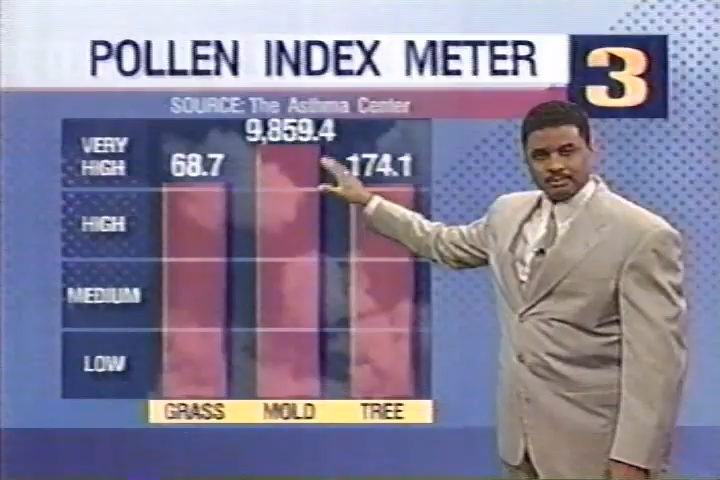 POLLEN INDEX METER
3
SOURCE: The Asthma Center
VERY HIGH
68.7
9,859.4
174.1
HIGH
MEDIUM
LOW
GRASS MOLD TREE